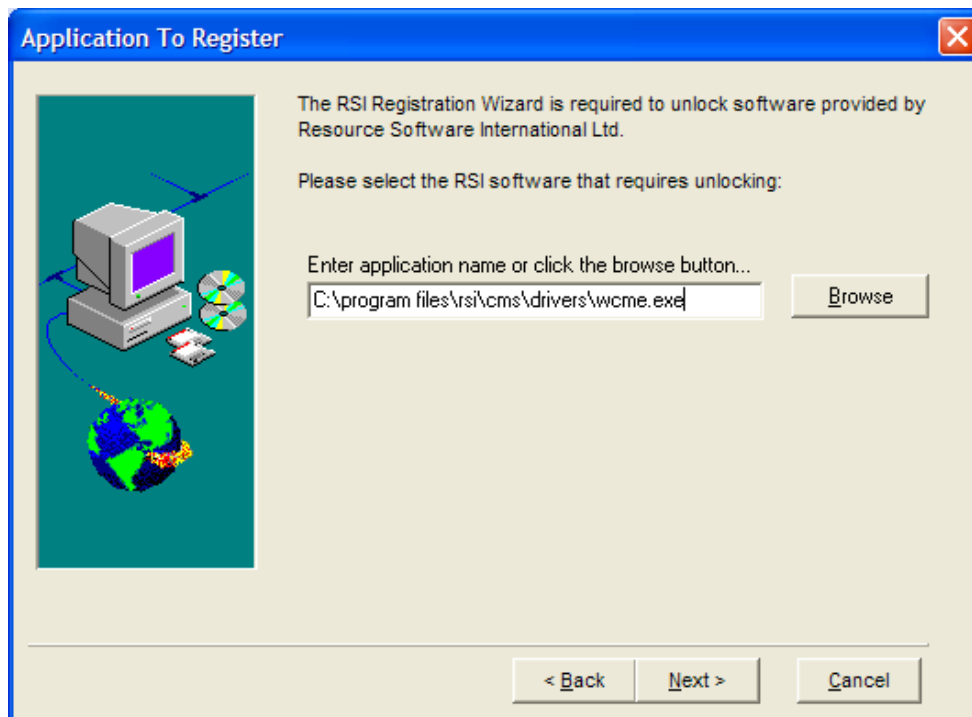 Application To Register
The RSI Registration Wizard is required to unlock software provided by
Resource Software International Ltd.
Please select the RSI software that requires unlocking:
Enter application name or click the browse button...
C:\program files\rsi\cms\drivers\wcme.exe
Browse
< Back
Next >
Cancel